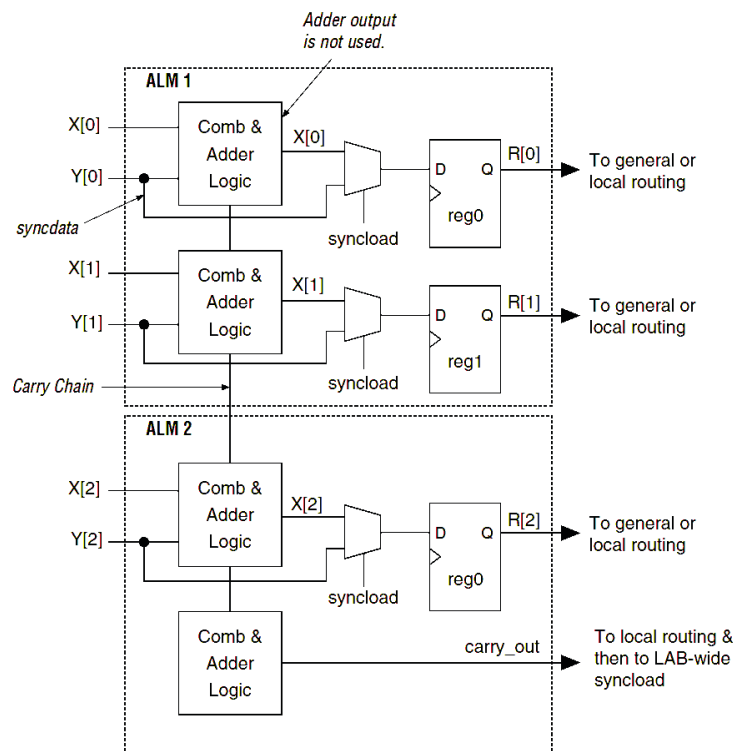 Adder output
is not used.
ALM 1
X[0]
Comb &
Adder
Logic
X[0]
R[0]
D Q
To general or
local routing
Y[0]
reg0
syncdata
syncload
X[1]
Comb &
Adder
Logic
X[1]
R[1]
D Q
To general or
local routing
Y[1]
reg1
Carry Chain
syncload
ALM 2
X[2]
Comb &
Adder
Logic
X[2]
R[2]
D Q
To general or
local routing
Y[2]
reg0
syncload
Comb &
Adder
Logic
carry_out
To local routing &
then to LAB-wide
syncload